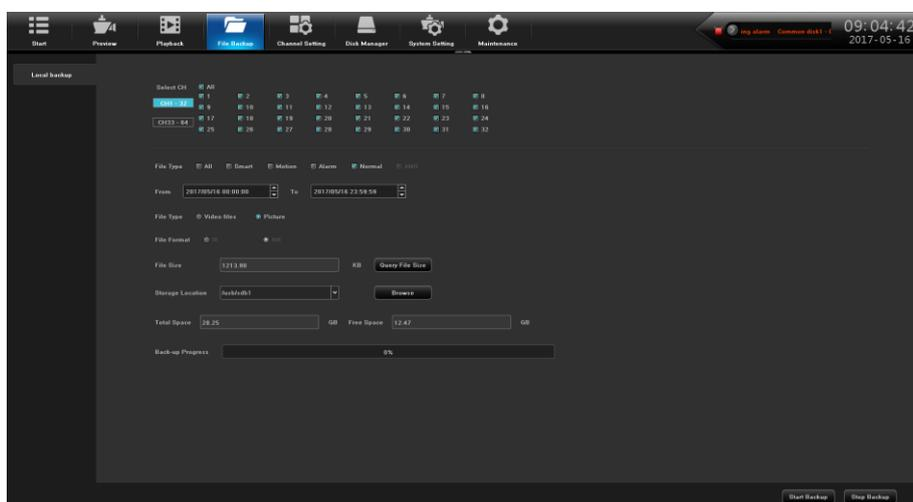 Start Preview Playback File Backup Channel Setting Disk Manager System Setting Maintenance
ing alarm Common disk1 -
09:04:42
2017-05-16
Local backup
Select CH All
CH1 - 32
CH33 - 64
1 2 3 4 5 6 7 8
9 10 11 12 13 14 15 16
17 18 19 20 21 22 23 24
25 26 27 28 29 30 31 32
File Type All Smart Motion Alarm Normal
From 2017/05/16 00:00:00 To 2017/05/16 23:59:59
File Type Video files Picture
File Format
File Size 1213.00 KB Query File Size
Storage Location /usb/sdb1 Browse
Total Space 28.25 GB Free Space 12.47 GB
Back-up Progress 0%
Start Backup Stop Backup